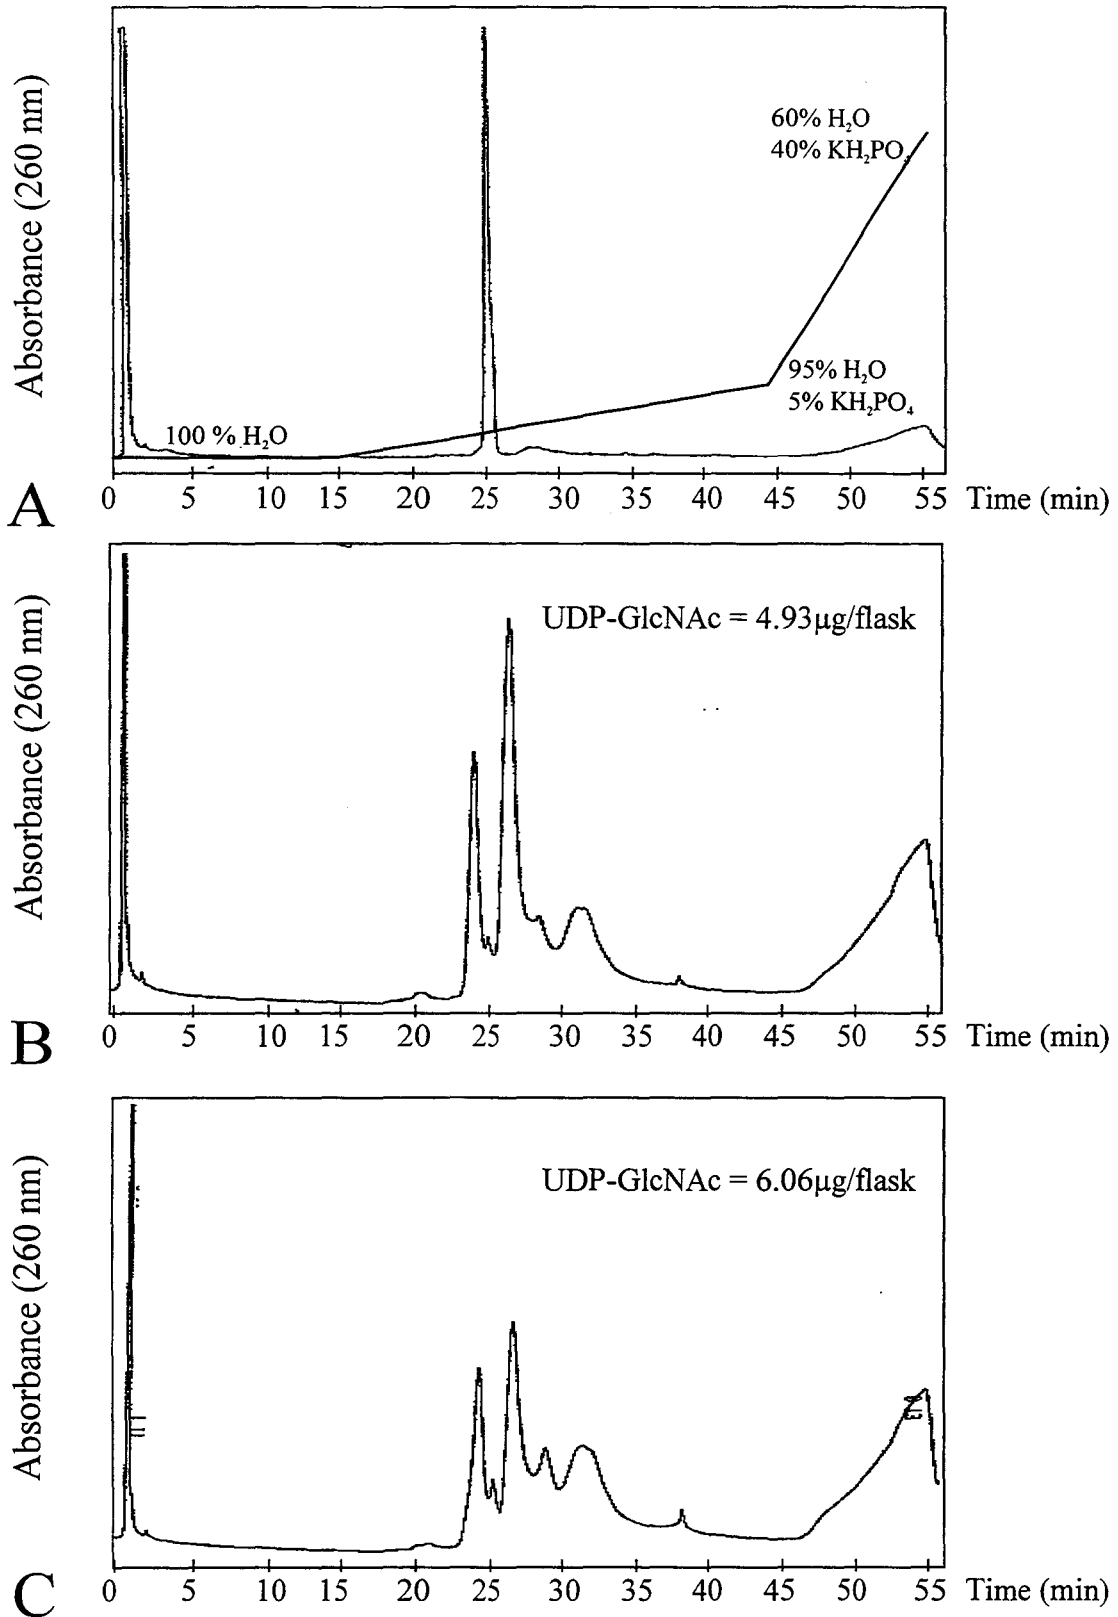 Absorbance (260 nm)
60% H₂O
40% KH₂PO₄
95% H₂O
5% KH₂PO₄
100 % H₂O
0 5 10 15 20 25 30 35 40 45 50 55 Time (min)
A
Absorbance (260 nm)
UDP-GlcNAc = 4.93µg/flask
0 5 10 15 20 25 30 35 40 45 50 55 Time (min)
B
Absorbance (260 nm)
UDP-GlcNAc = 6.06µg/flask
0 5 10 15 20 25 30 35 40 45 50 55 Time (min)
C